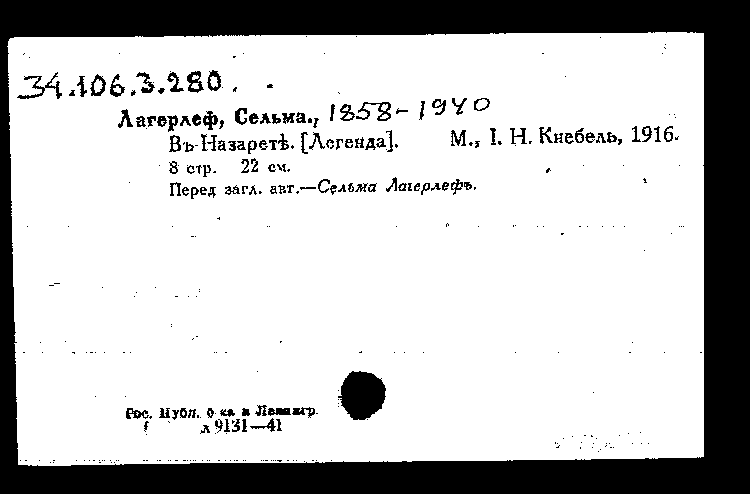 34.106.3.280.
Лагерлеф, Сельма., 1858-1940
Въ Назаретѣ. [Легенда]. М., І. Н. Кнебель, 1916.
8 стр. 22 см.
Перед загл. авт.—Сельма Лагерлефъ.
Гос. Публ. б-ка в Ленингр.
л 9131—41